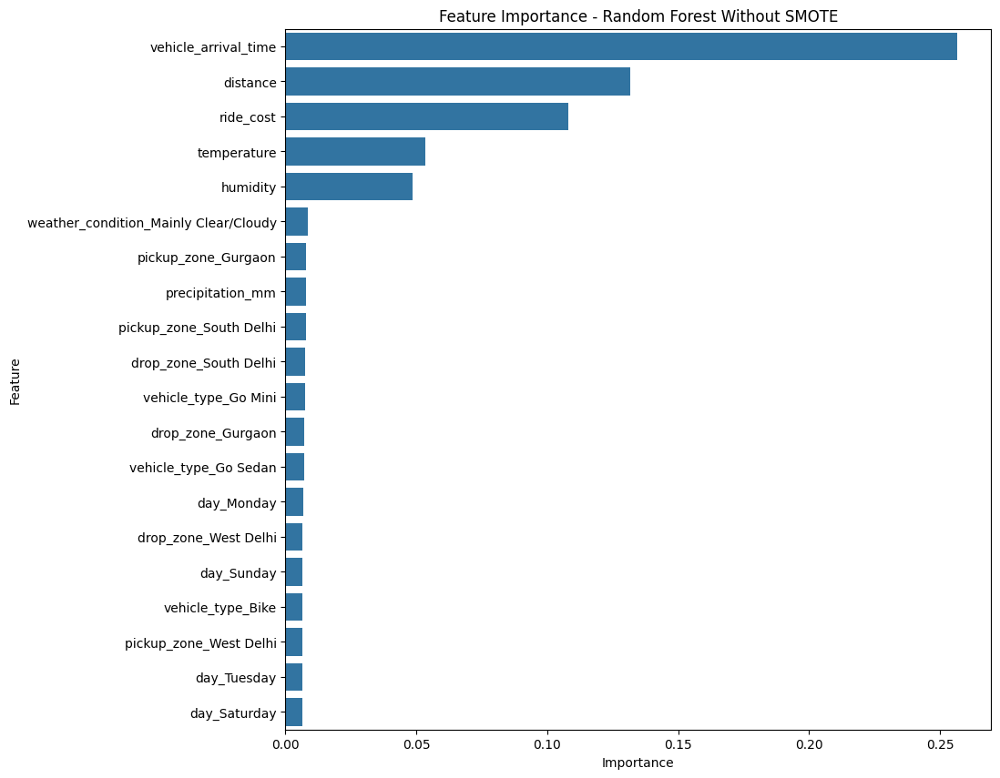 Feature Importance - Random Forest Without SMOTE
vehicle_arrival_time
distance
ride_cost
temperature
humidity
weather_condition_Mainly Clear/Cloudy
pickup_zone_Gurgaon
precipitation_mm
pickup_zone_South Delhi
drop_zone_South Delhi
vehicle_type_Go Mini
drop_zone_Gurgaon
vehicle_type_Go Sedan
day_Monday
drop_zone_West Delhi
day_Sunday
vehicle_type_Bike
pickup_zone_West Delhi
day_Tuesday
day_Saturday
Feature
0.00 0.05 0.10 0.15 0.20 0.25
Importance